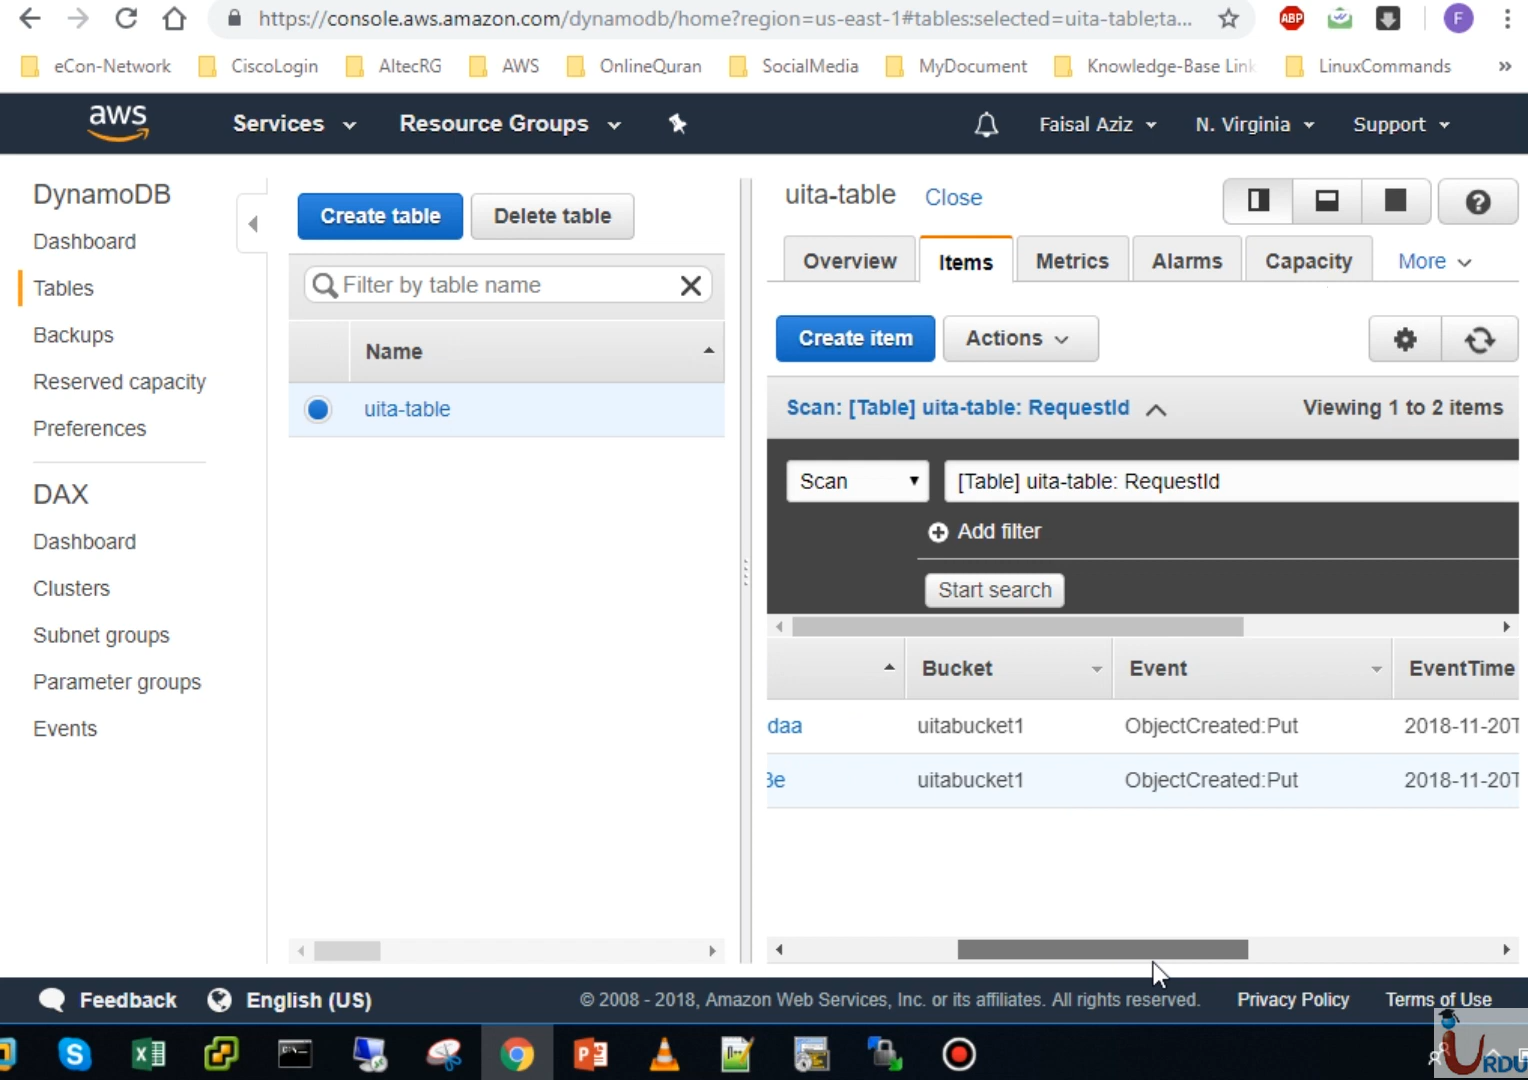 https://console.aws.amazon.com/dynamodb/home?region=us-east-1#tables:selected=uita-table;ta...
ABP
F
eCon-Network
CiscoLogin
AltecRG
AWS
OnlineQuran
SocialMedia
MyDocument
Knowledge-Base Link
LinuxCommands
»
aws
Services
Resource Groups
Faisal Aziz
N. Virginia
Support
DynamoDB
Dashboard
Tables
Backups
Reserved capacity
Preferences
DAX
Dashboard
Clusters
Subnet groups
Parameter groups
Events
Create table
Delete table
Filter by table name
Name
uita-table
uita-table
Close
Overview
Items
Metrics
Alarms
Capacity
More
Create item
Actions
Scan: [Table] uita-table: RequestId
Viewing 1 to 2 items
Scan
[Table] uita-table: RequestId
Add filter
Start search
Bucket
Event
EventTime
daa
uitabucket1
ObjectCreated:Put
2018-11-20T
3e
uitabucket1
ObjectCreated:Put
2018-11-20T
Feedback
English (US)
© 2008 - 2018, Amazon Web Services, Inc. or its affiliates. All rights reserved.
Privacy Policy
Terms of Use
URDU